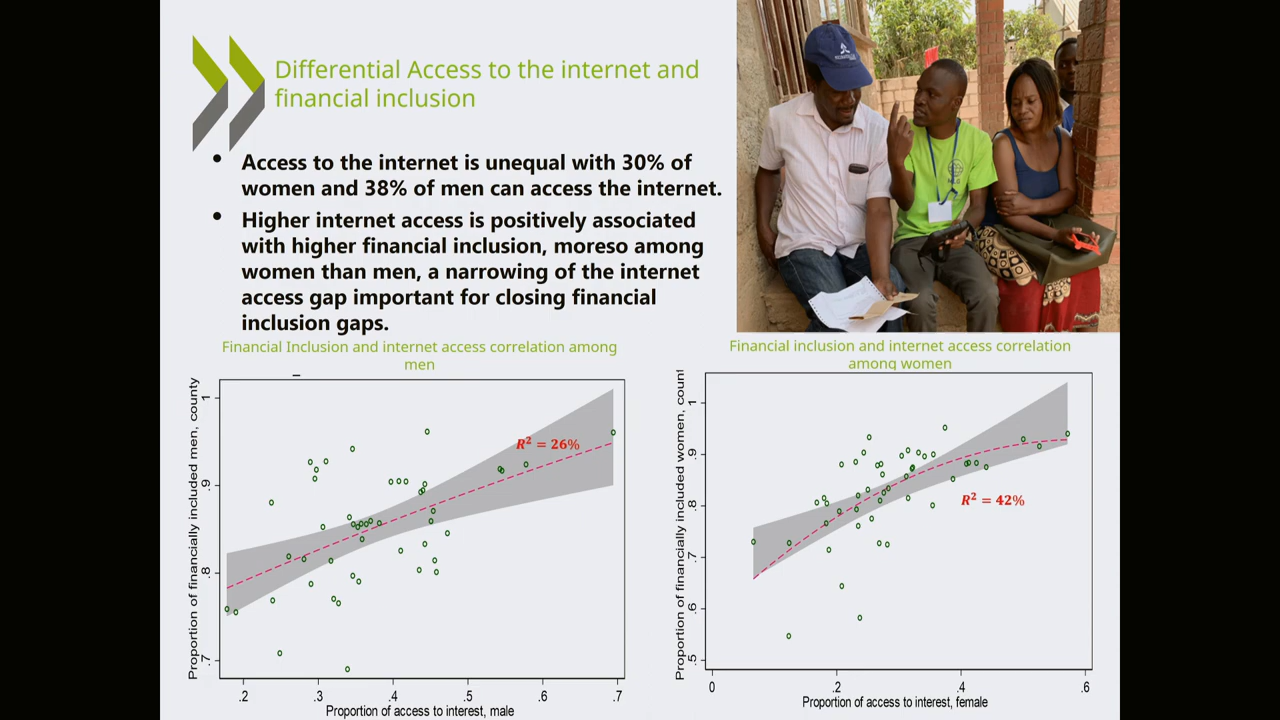 Differential Access to the internet and
financial inclusion
• Access to the internet is unequal with 30% of
women and 38% of men can access the internet.
• Higher internet access is positively associated
with higher financial inclusion, moreso among
women than men, a narrowing of the internet
access gap important for closing financial
inclusion gaps.
Financial Inclusion and internet access correlation among
men
Proportion of financially included men, county
1
.9
.8
.7
R² = 26%
.2 .3 .4 .5 .6 .7
Proportion of access to interest, male
Financial inclusion and internet access correlation
among women
Proportion of financially included women, count
1
.9
.8
.7
.6
.5
R² = 42%
0 .2 .4 .6
Proportion of access to interest, female